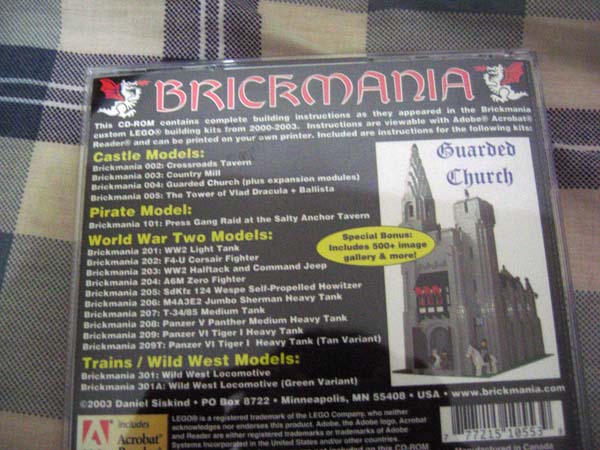 BRICKMANIA
This CD-ROM contains complete building instructions as they appeared in the Brickmania
custom LEGO® building kits from 2000-2003. Instructions are viewable with Adobe® Acrobat®
Reader® and can be printed on your own printer. Included are instructions for the following kits:
Castle Models:
Brickmania 002: Crossroads Tavern
Brickmania 003: Country Mill
Brickmania 004: Guarded Church (plus expansion modules)
Brickmania 005: The Tower of Vlad Dracula + Ballista
Pirate Model:
Brickmania 101: Press Gang Raid at the Salty Anchor Tavern
World War Two Models:
Brickmania 201: WW2 Light Tank
Brickmania 202: F4-U Corsair Fighter
Brickmania 203: WW2 Halftack and Command Jeep
Brickmania 204: A6M Zero Fighter
Brickmania 205: SdKfz 124 Wespe Self-Propelled Howitzer
Brickmania 206: M4A3E2 Jumbo Sherman Heavy Tank
Brickmania 207: T-34/85 Medium Tank
Brickmania 208: Panzer V Panther Medium Heavy Tank
Brickmania 209: Panzer VI Tiger I Heavy Tank
Brickmania 209T: Panzer VI Tiger I Heavy Tank (Tan Variant)
Trains / Wild West Models:
Brickmania 301: Wild West Locomotive
Brickmania 301A: Wild West Locomotive (Green Variant)
Guarded
Church
Special Bonus:
Includes 500+ image
gallery & more!
©2003 Daniel Siskind • PO Box 8722 • Minneapolis, MN 55408 • USA • www.brickmania.com
Includes
Acrobat®
LEGO® is a registered trademark of the LEGO Company, who neither
acknowledges nor endorses this product. Adobe, the Adobe logo, Acrobat
and Reader are either registered trademarks or trademarks of Adobe
Systems Incorporated in the United States and/or other countries.
not included on this CD-ROM
7 77215 10553
Manufactured in Canada